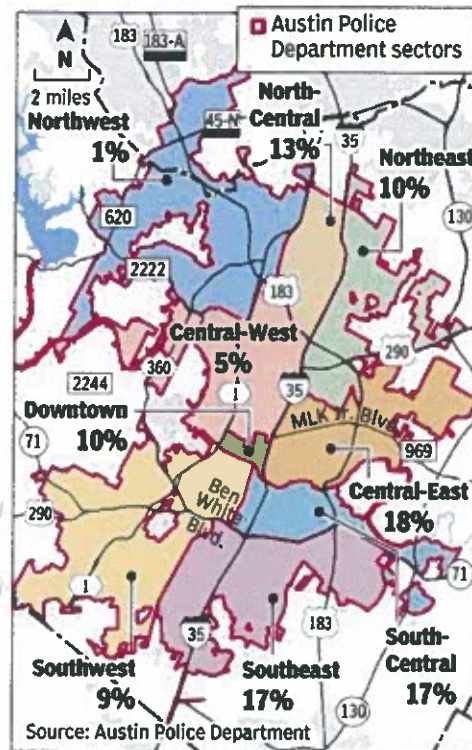 Austin Police
Department sectors
183
183-A
N
2 miles
Northwest
1%
45-N
North-
Central
13%
35
Northeast
10%
130
620
2222
183
Central-West
5%
360
290
2244
1
35
Downtown
10%
MLK Jr. Blvd.
71
969
Ben
White
Blvd.
Central-East
18%
290
71
1
35
183
South-
Central
17%
Southwest
9%
Southeast
17%
130
Source: Austin Police Department